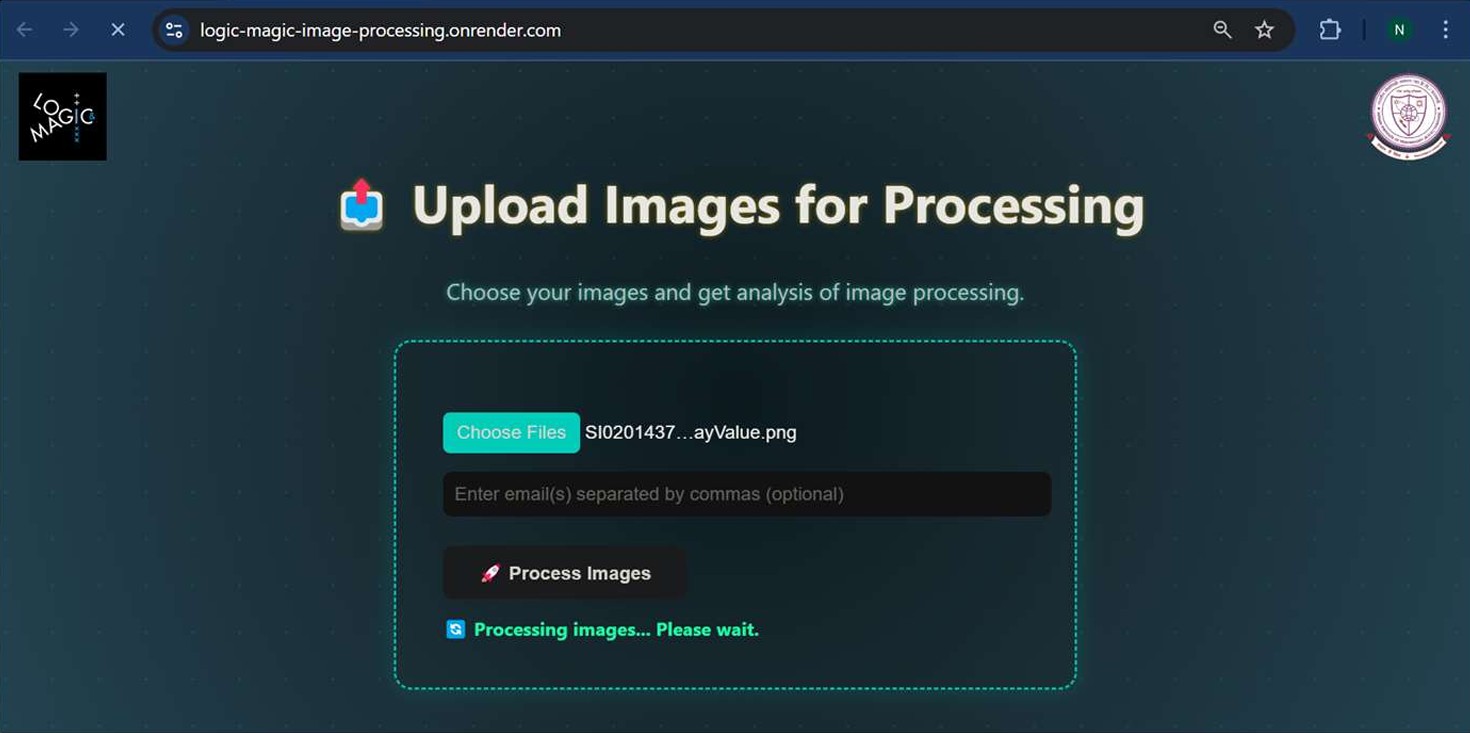 logic-magic-image-processing.onrender.com
N
LOGIC &
MAGIC
Upload Images for Processing
Choose your images and get analysis of image processing.
Choose Files SI0201437...ayValue.png
Enter email(s) separated by commas (optional)
Process Images
Processing images... Please wait.